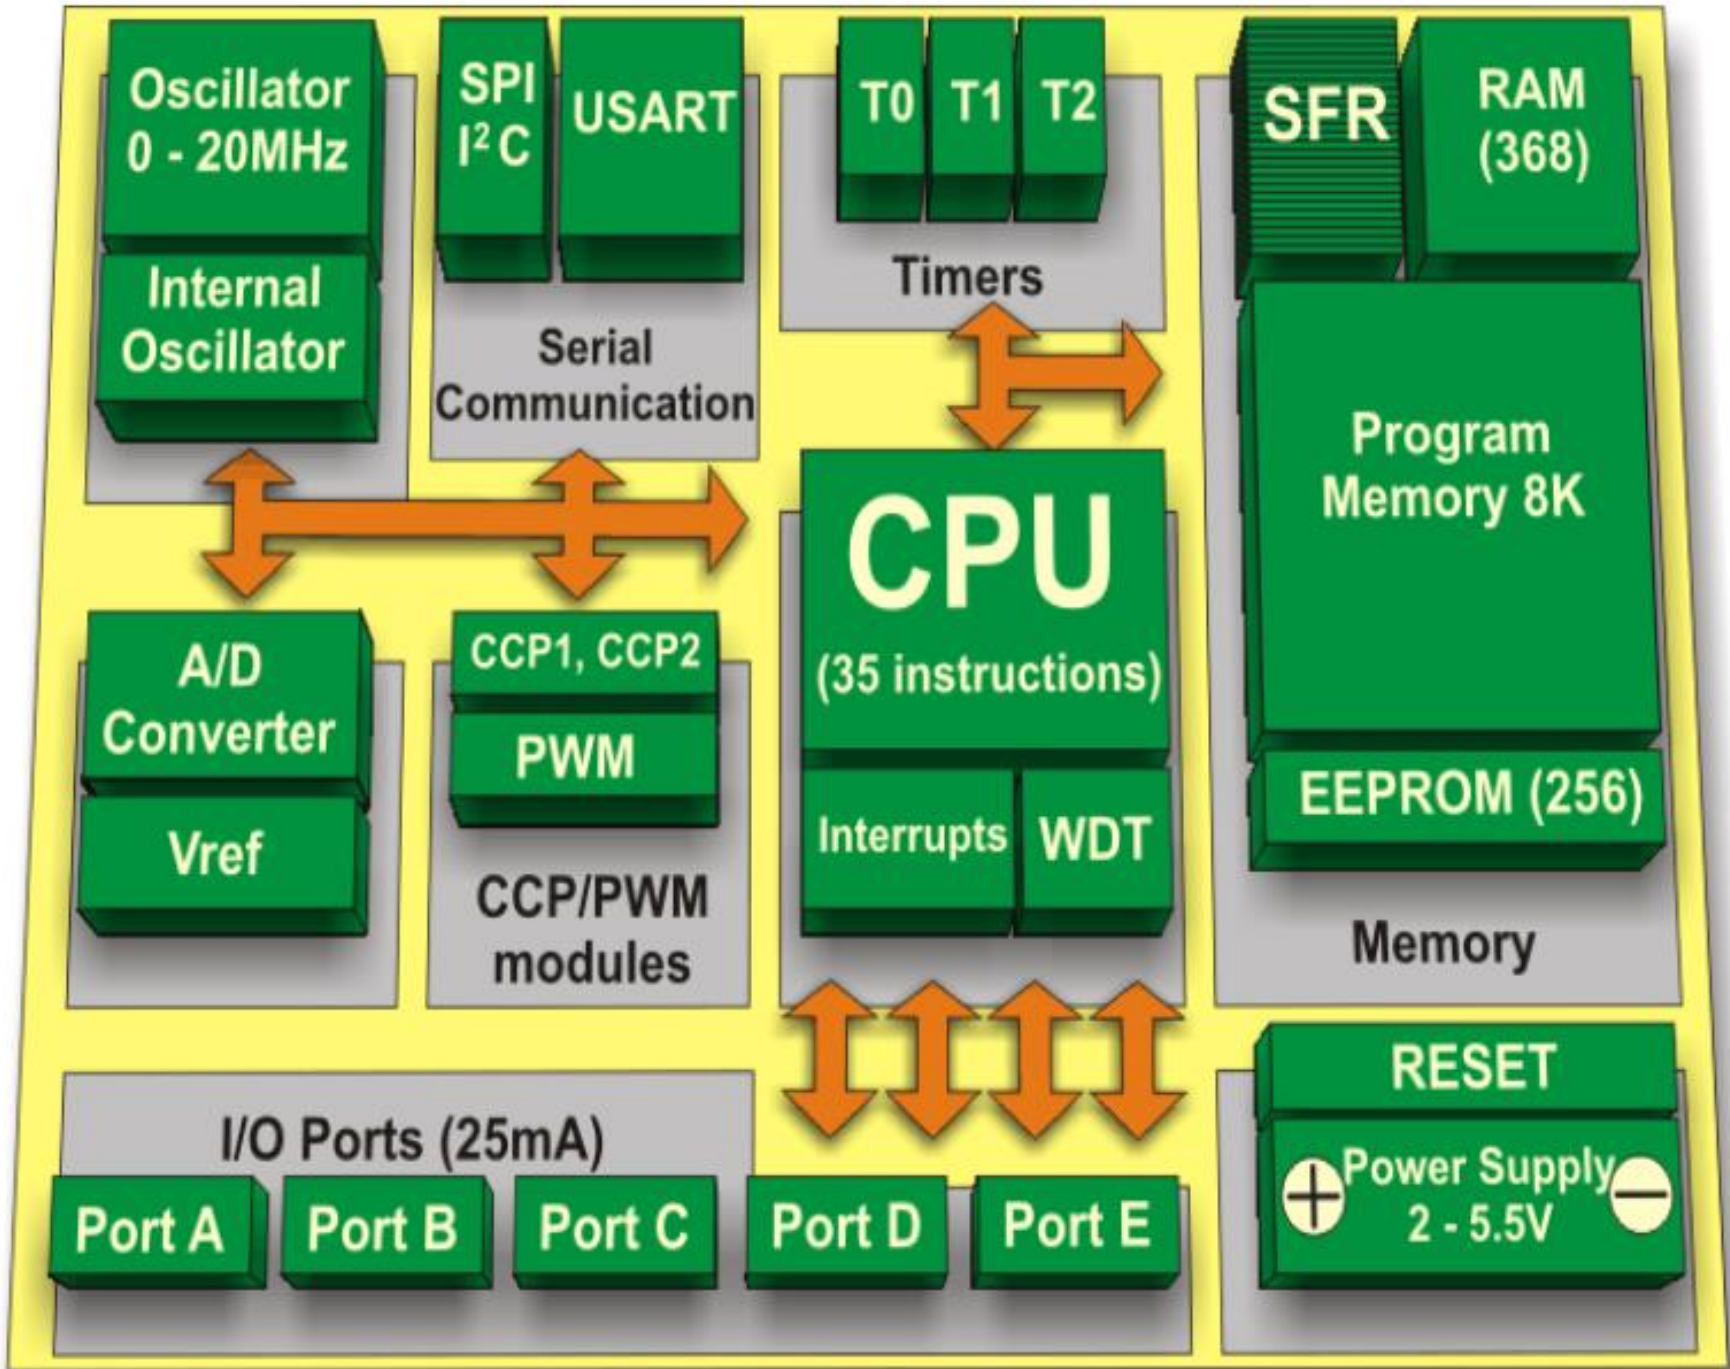 Oscillator
0 - 20MHz
Internal
Oscillator
SPI
I² C
USART
Serial
Communication
T0
T1
T2
Timers
SFR
RAM
(368)
Program
Memory 8K
EEPROM (256)
Memory
A/D
Converter
Vref
CCP1, CCP2
PWM
CCP/PWM
modules
CPU
(35 instructions)
Interrupts
WDT
I/O Ports (25mA)
Port A
Port B
Port C
Port D
Port E
RESET
+ Power Supply −
2 - 5.5V